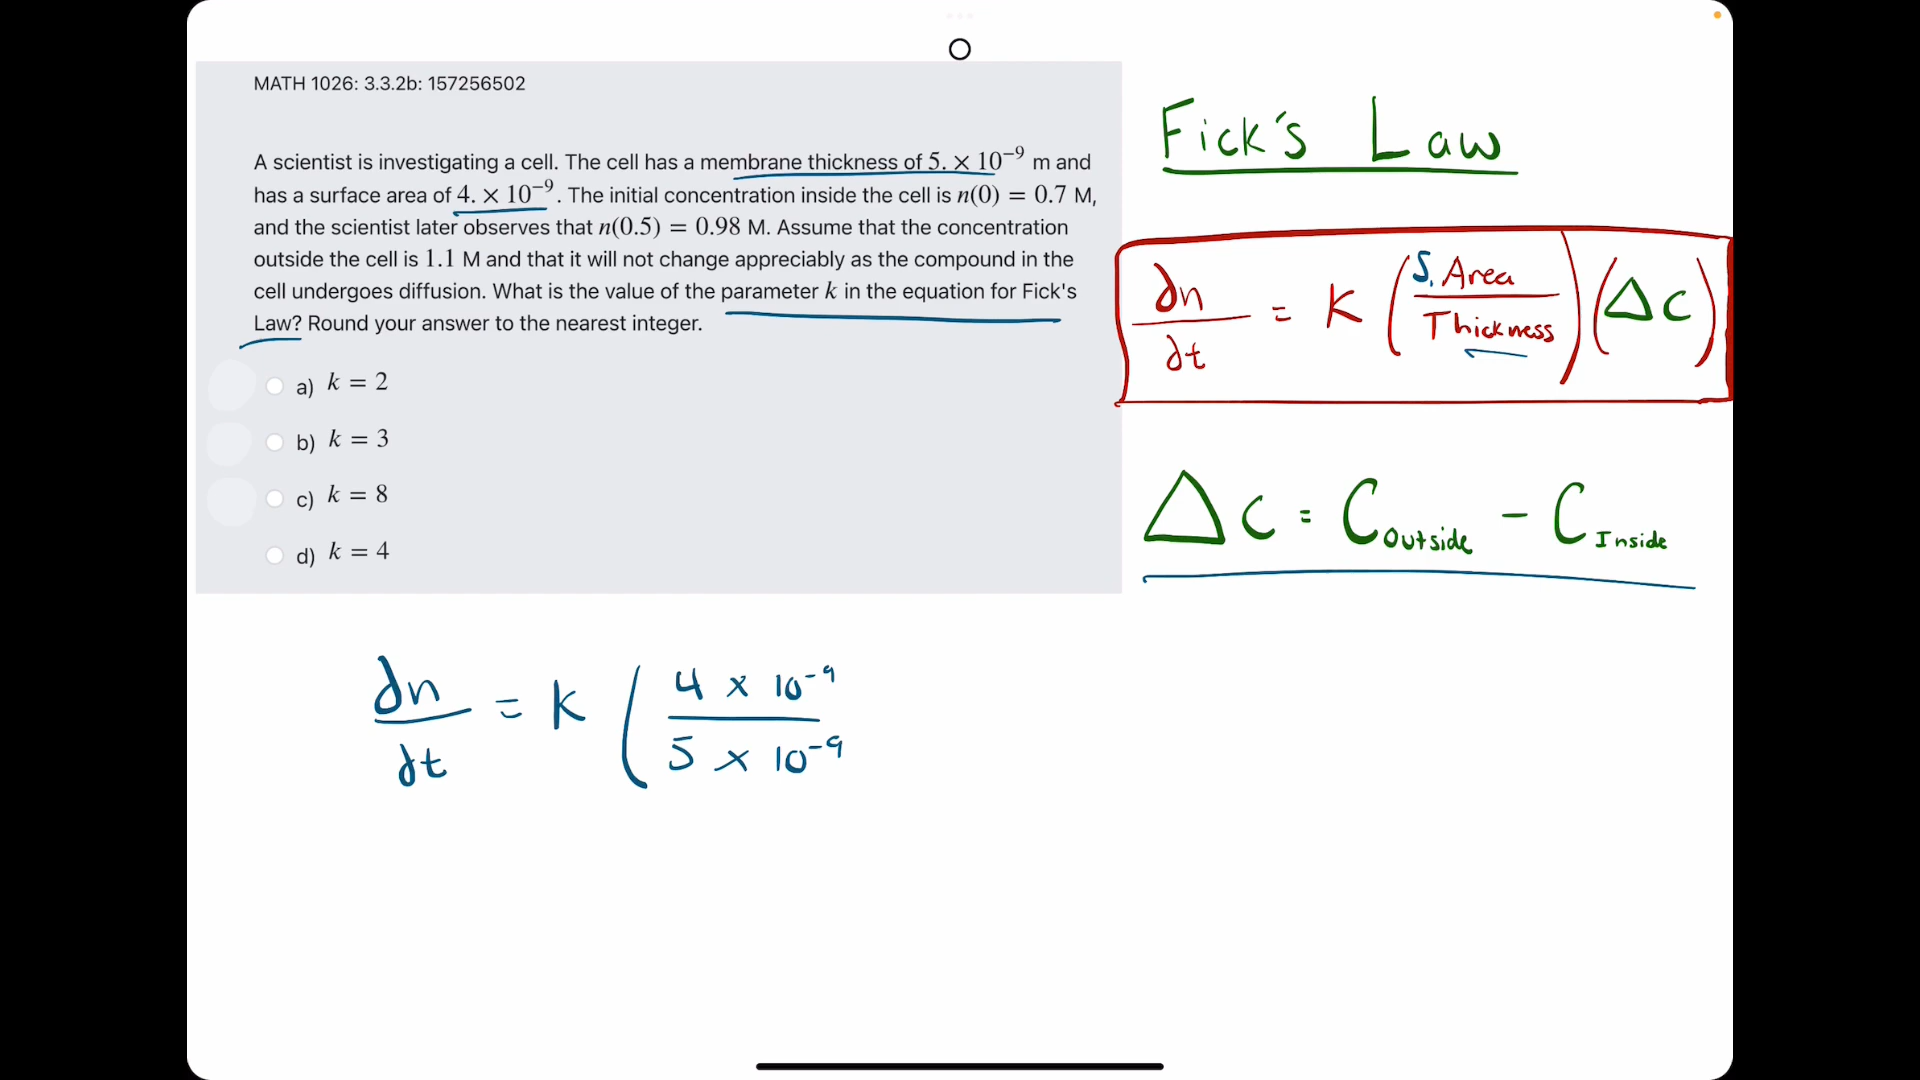 MATH 1026: 3.3.2b: 157256502
A scientist is investigating a cell. The cell has a membrane thickness of 5. × 10⁻⁹ m and
has a surface area of 4. × 10⁻⁹. The initial concentration inside the cell is n(0) = 0.7 M,
and the scientist later observes that n(0.5) = 0.98 M. Assume that the concentration
outside the cell is 1.1 M and that it will not change appreciably as the compound in the
cell undergoes diffusion. What is the value of the parameter k in the equation for Fick's
Law? Round your answer to the nearest integer.
a) k = 2
b) k = 3
c) k = 8
d) k = 4
Fick's Law
dn/dt = K (S. Area/Thickness) (ΔC)
ΔC = C Outside − C Inside
dn/dt = K ( 4 × 10⁻⁹ / 5 × 10⁻⁹